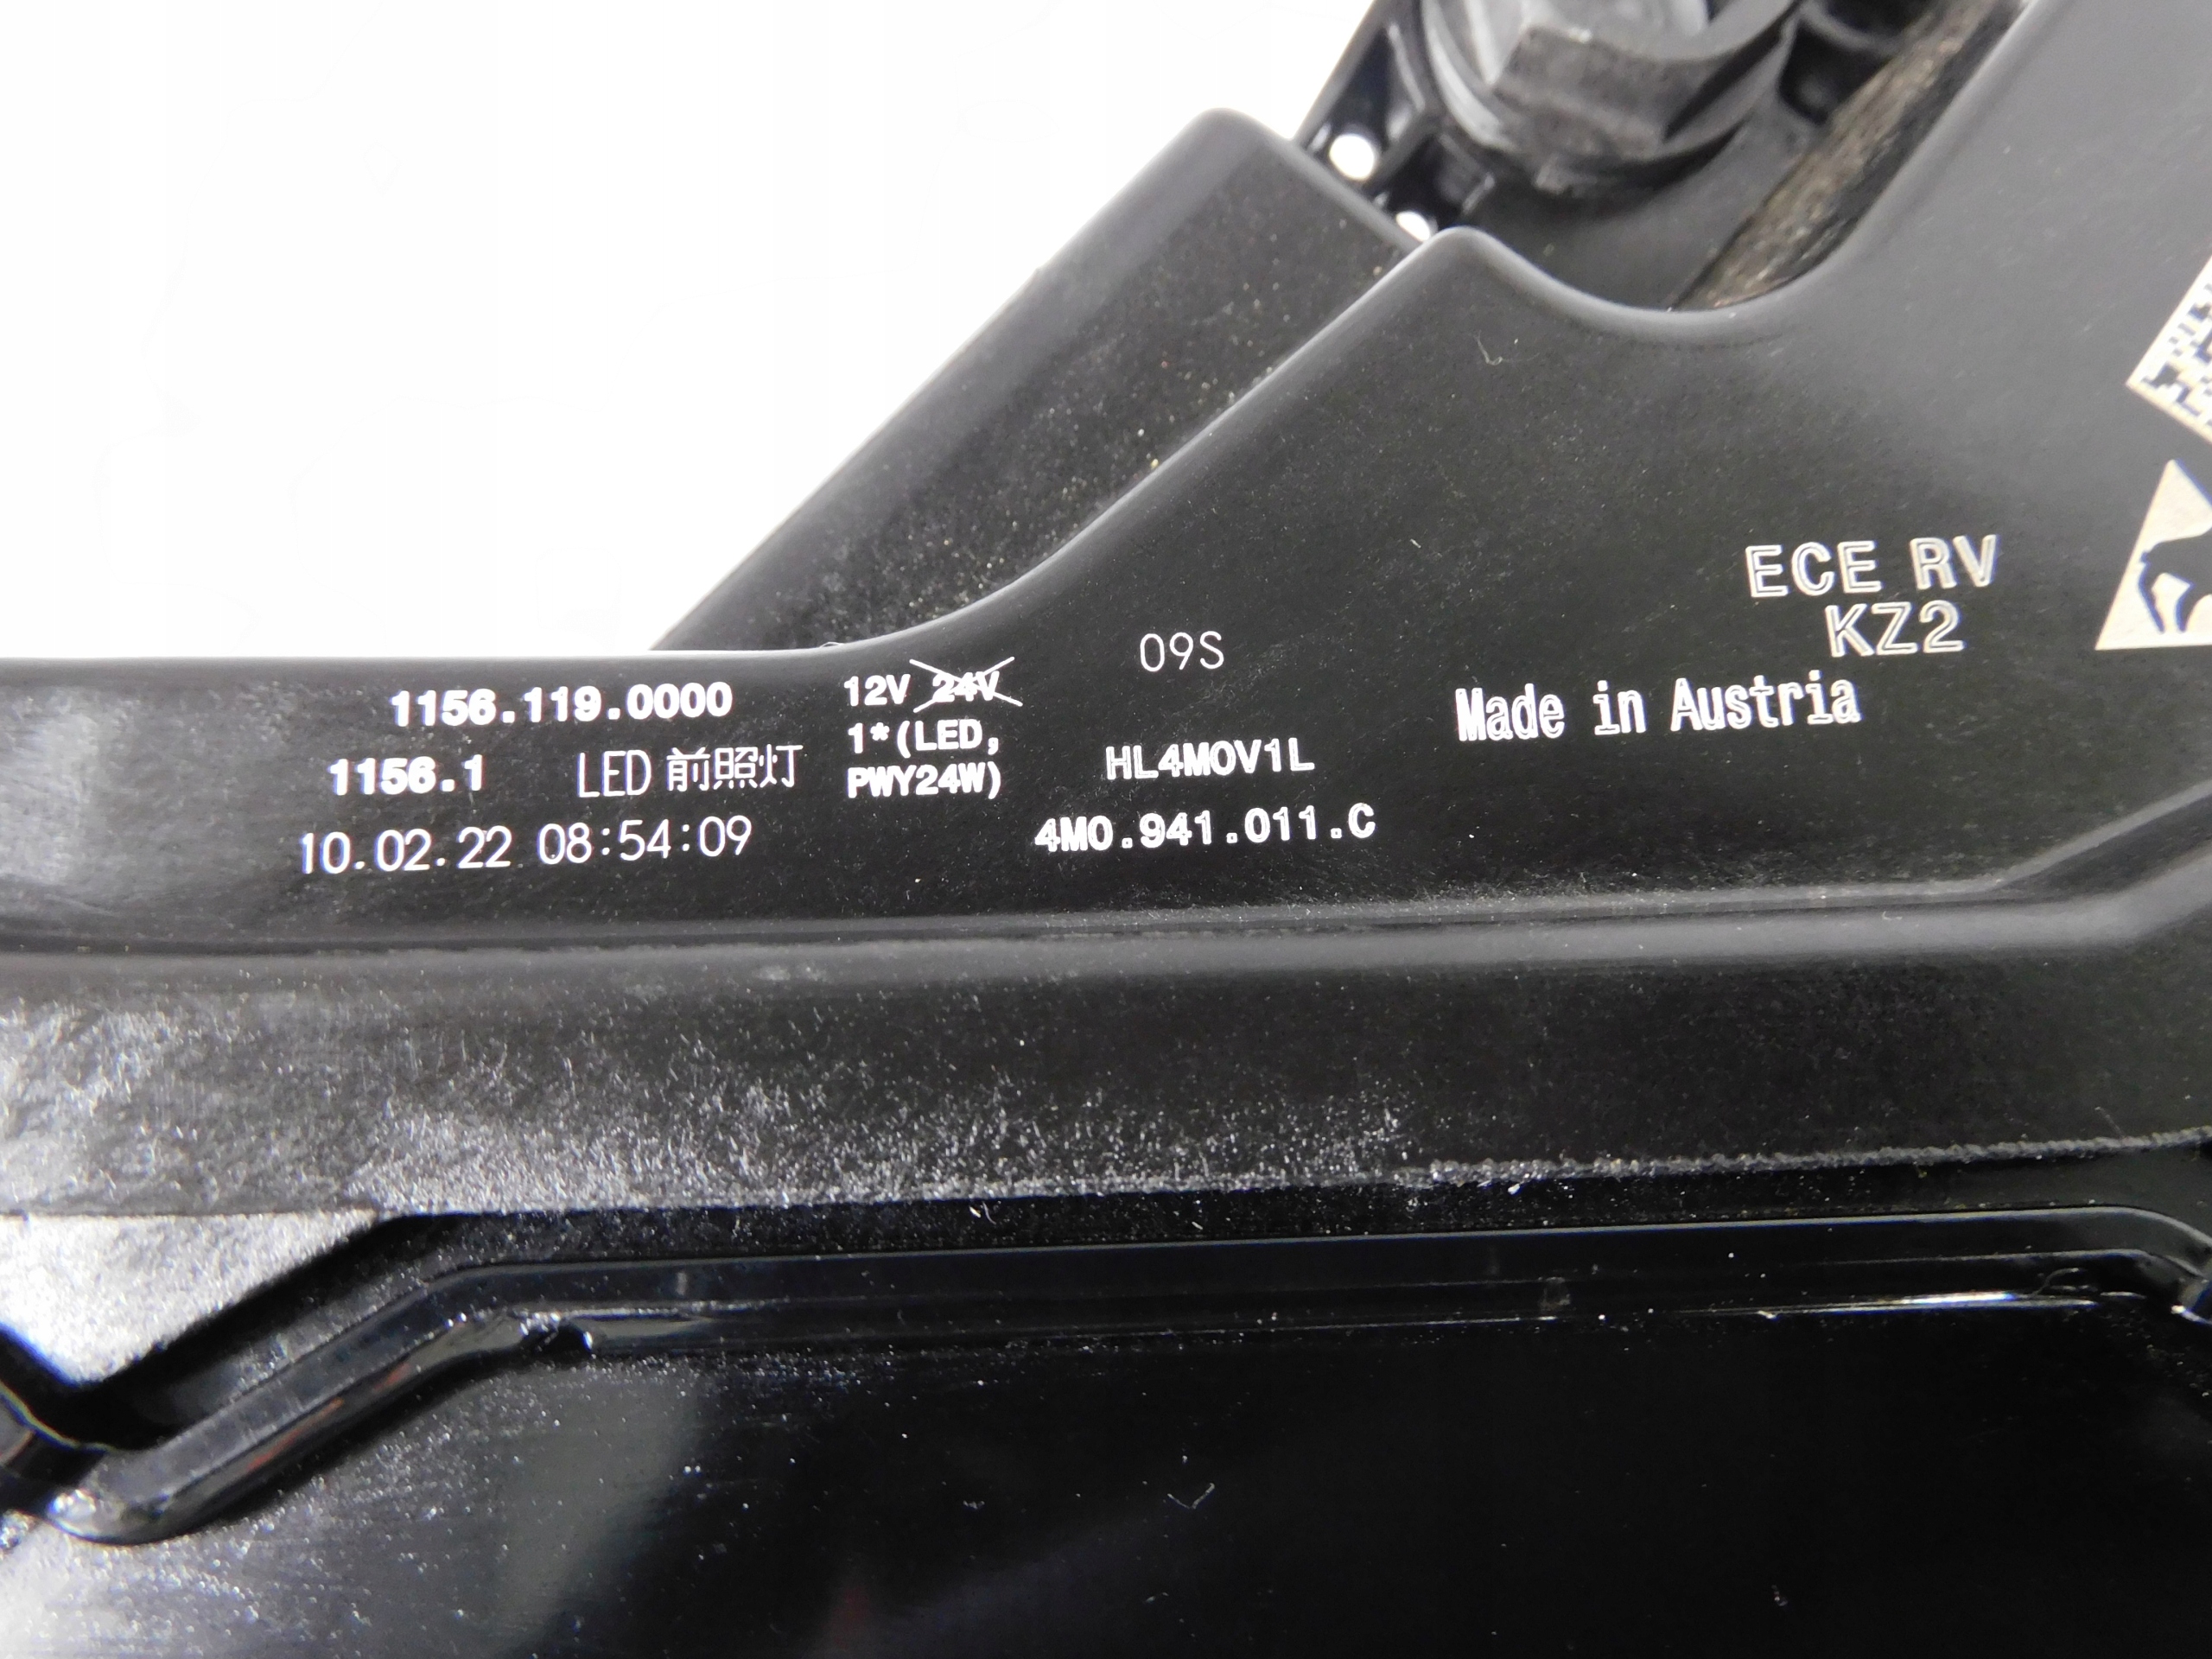 ECE RV
KZ2
09S
1156.119.0000
12V 24V
1*(LED,
PWY24W)
Made in Austria
1156.1 LED 前照灯
HL4M0V1L
10.02.22 08:54:09
4M0.941.011.C